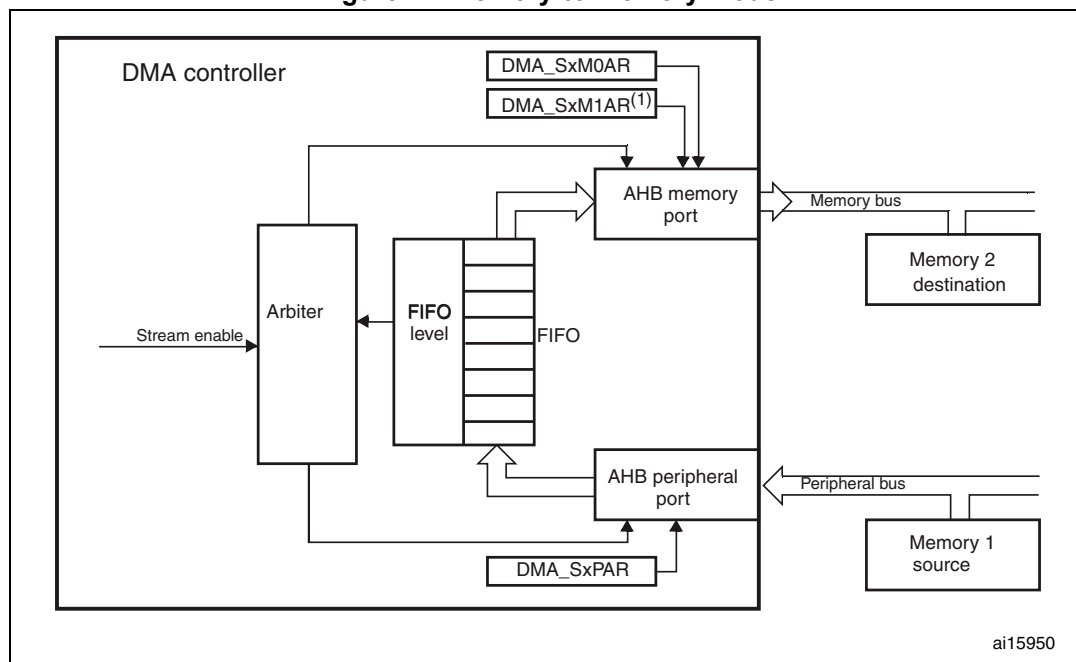 DMA controller
DMA_SxM0AR
DMA_SxM1AR(1)
AHB memory
port
Memory bus
Memory 2
destination
Arbiter
FIFO
level
FIFO
Stream enable
AHB peripheral
port
Peripheral bus
DMA_SxPAR
Memory 1
source
ai15950